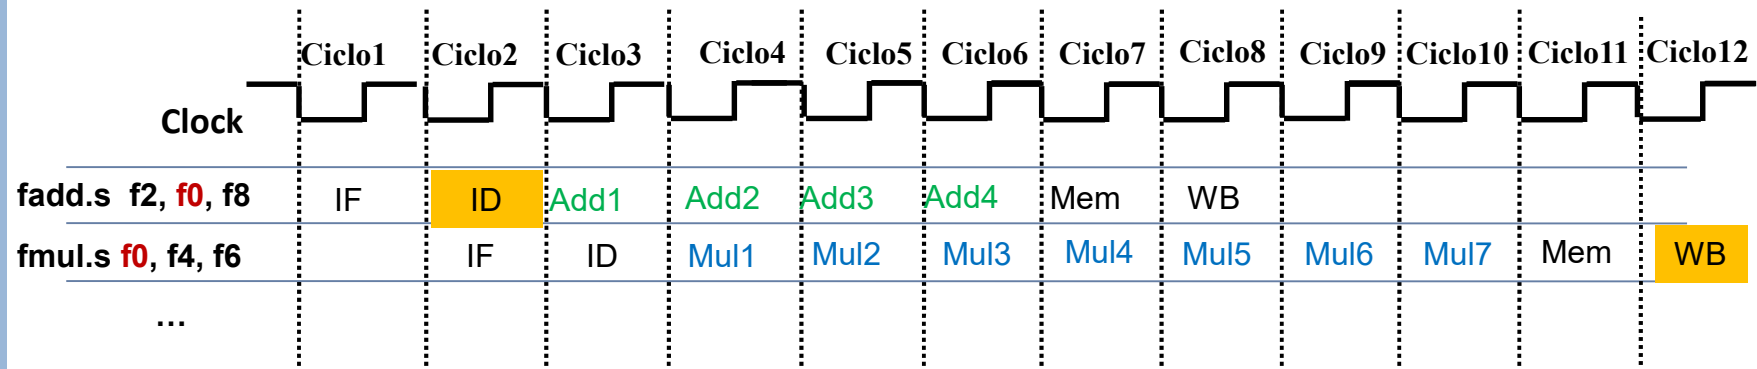 Ciclo1 Ciclo2 Ciclo3 Ciclo4 Ciclo5 Ciclo6 Ciclo7 Ciclo8 Ciclo9 Ciclo10 Ciclo11 Ciclo12
Clock
fadd.s f2, f0, f8 IF ID Add1 Add2 Add3 Add4 Mem WB
fmul.s f0, f4, f6 IF ID Mul1 Mul2 Mul3 Mul4 Mul5 Mul6 Mul7 Mem WB
...